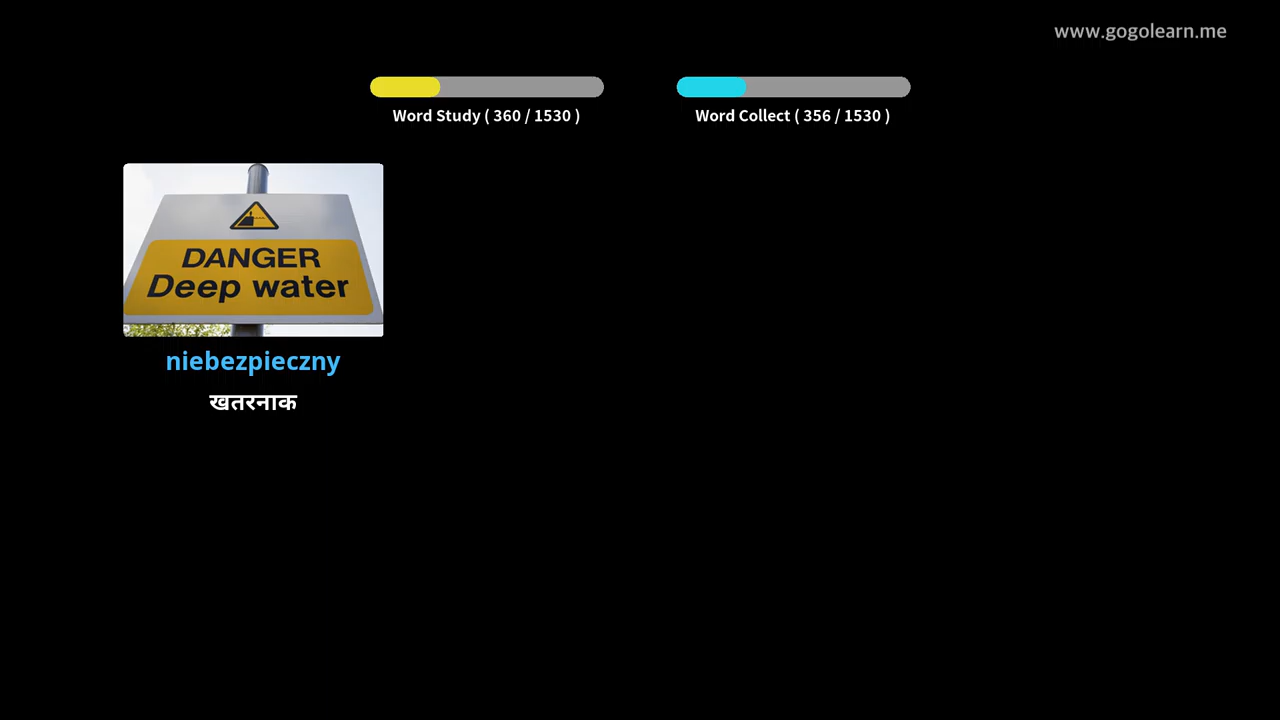 www.gogolearn.me
Word Study ( 360 / 1530 )
Word Collect ( 356 / 1530 )
DANGER
Deep water
niebezpieczny
खतरनाक